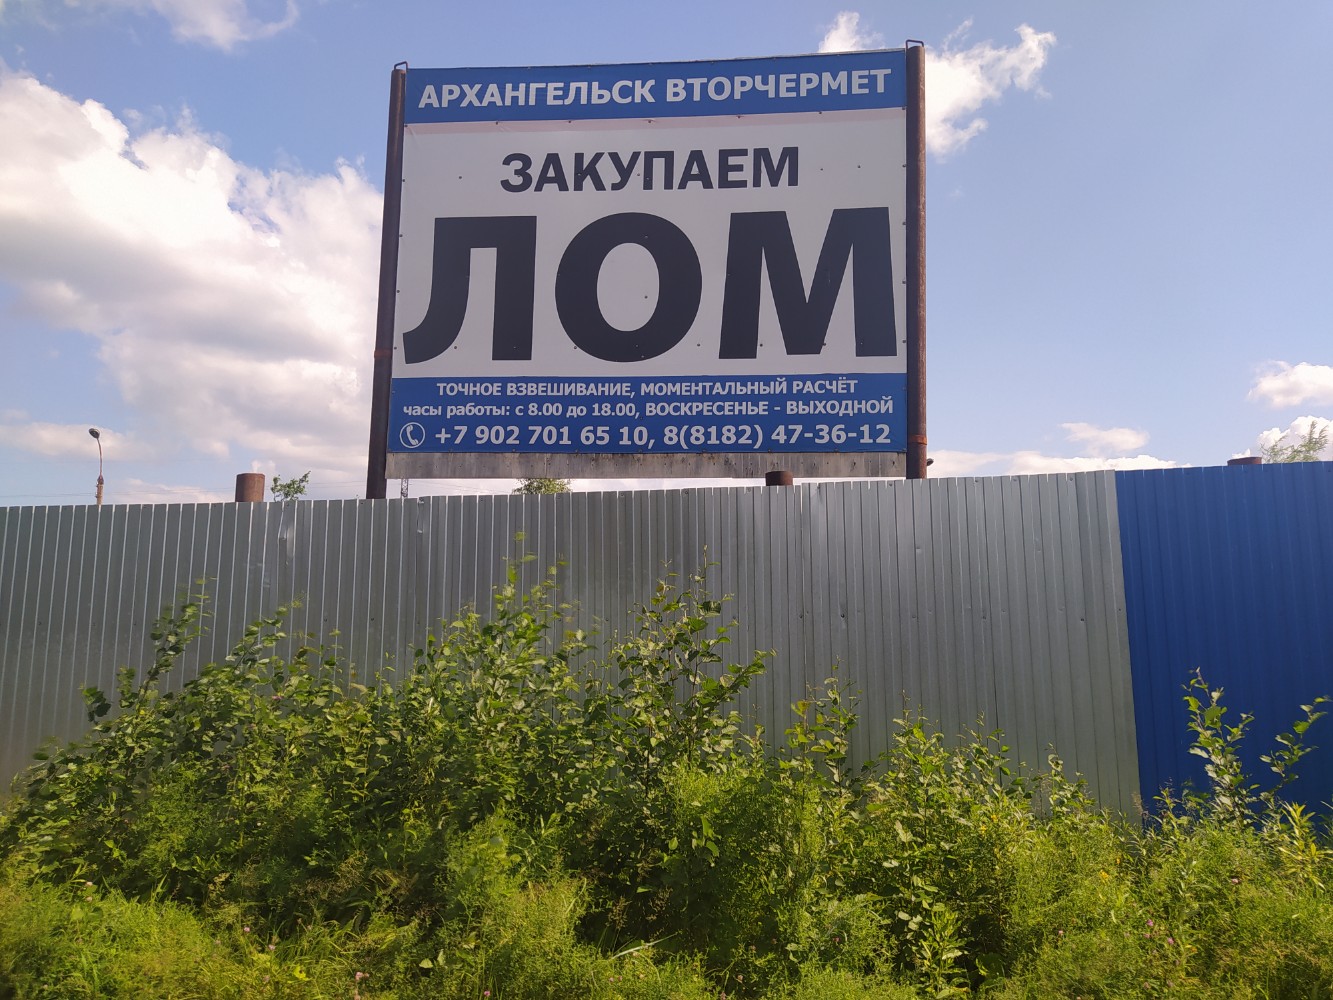 АРХАНГЕЛЬСК ВТОРЧЕРМЕТ
ЗАКУПАЕМ
ЛОМ
ТОЧНОЕ ВЗВЕШИВАНИЕ, МОМЕНТАЛЬНЫЙ РАСЧЁТ
часы работы: с 8.00 до 18.00, ВОСКРЕСЕНЬЕ - ВЫХОДНОЙ
+7 902 701 65 10, 8(8182) 47-36-12